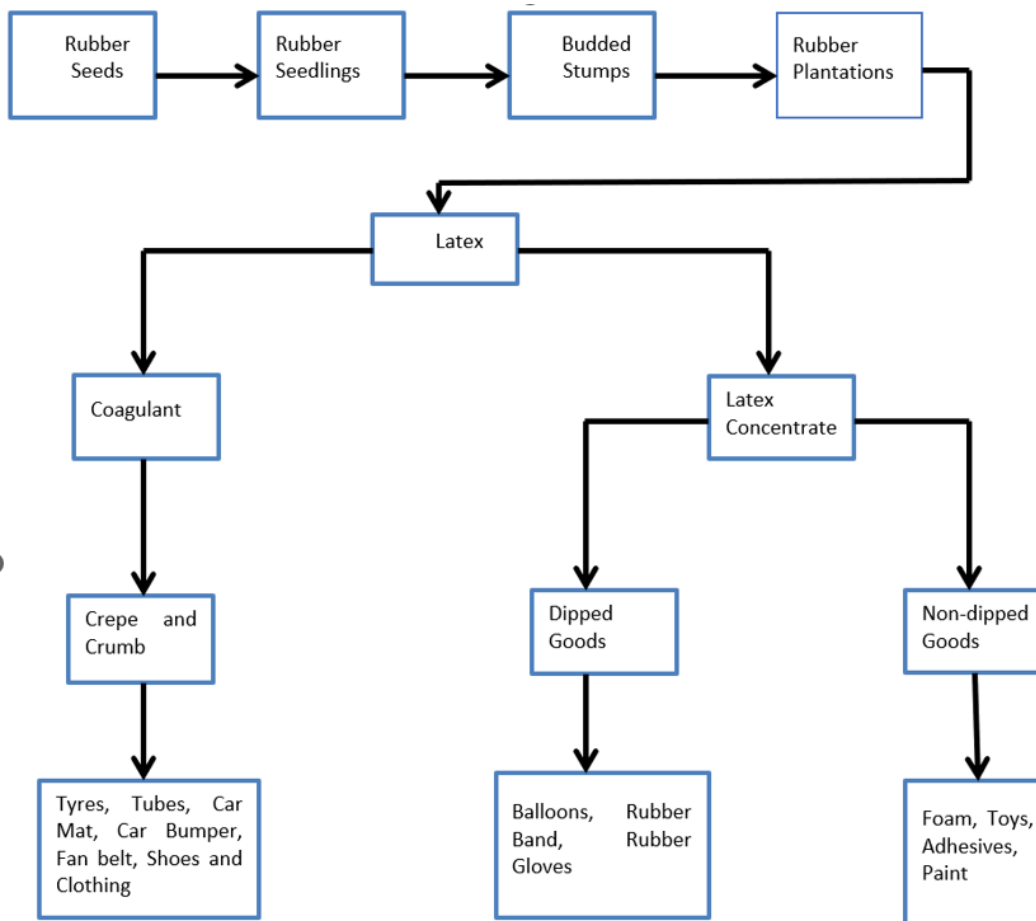 Rubber
Seeds
Rubber
Seedlings
Budded
Stumps
Rubber
Plantations
Latex
Coagulant
Latex
Concentrate
Crepe and
Crumb
Dipped
Goods
Non-dipped
Goods
Tyres, Tubes, Car
Mat, Car Bumper,
Fan belt, Shoes and
Clothing
Balloons, Rubber
Band, Rubber
Gloves
Foam, Toys,
Adhesives,
Paint